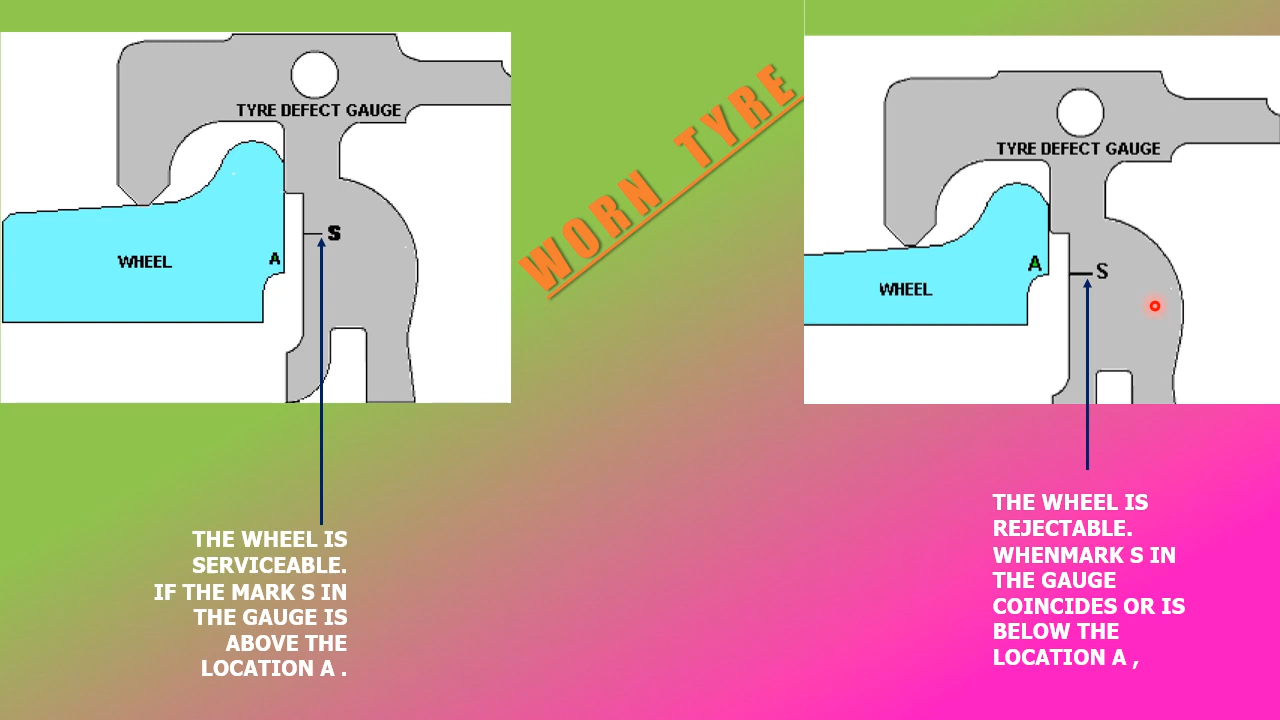 TYRE DEFECT GAUGE
S
WHEEL
A
WORN TYRE
TYRE DEFECT GAUGE
S
WHEEL
A
THE WHEEL IS
SERVICEABLE.
IF THE MARK S IN
THE GAUGE IS
ABOVE THE
LOCATION A .
THE WHEEL IS
REJECTABLE.
WHENMARK S IN
THE GAUGE
COINCIDES OR IS
BELOW THE
LOCATION A ,